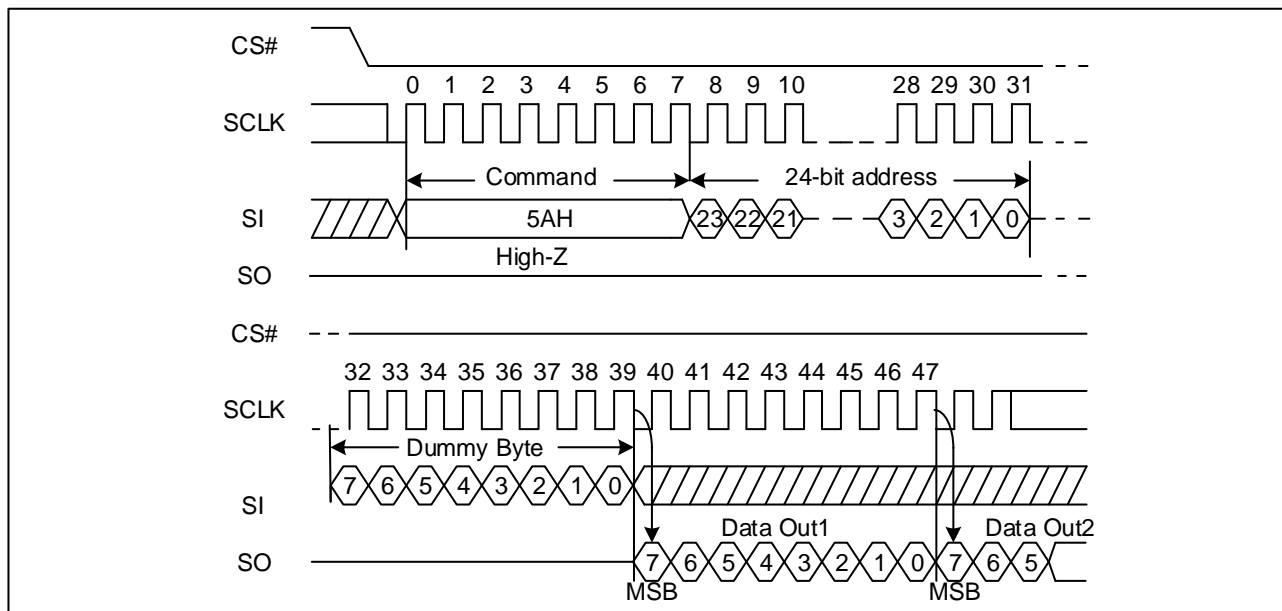 CS#
0 1 2 3 4 5 6 7 8 9 10 28 29 30 31
SCLK
Command 24-bit address
SI 5AH 23 22 21 3 2 1 0
High-Z
SO
CS#
32 33 34 35 36 37 38 39 40 41 42 43 44 45 46 47
SCLK
Dummy Byte
SI 7 6 5 4 3 2 1 0
Data Out1 Data Out2
SO 7 6 5 4 3 2 1 0 7 6 5
MSB MSB